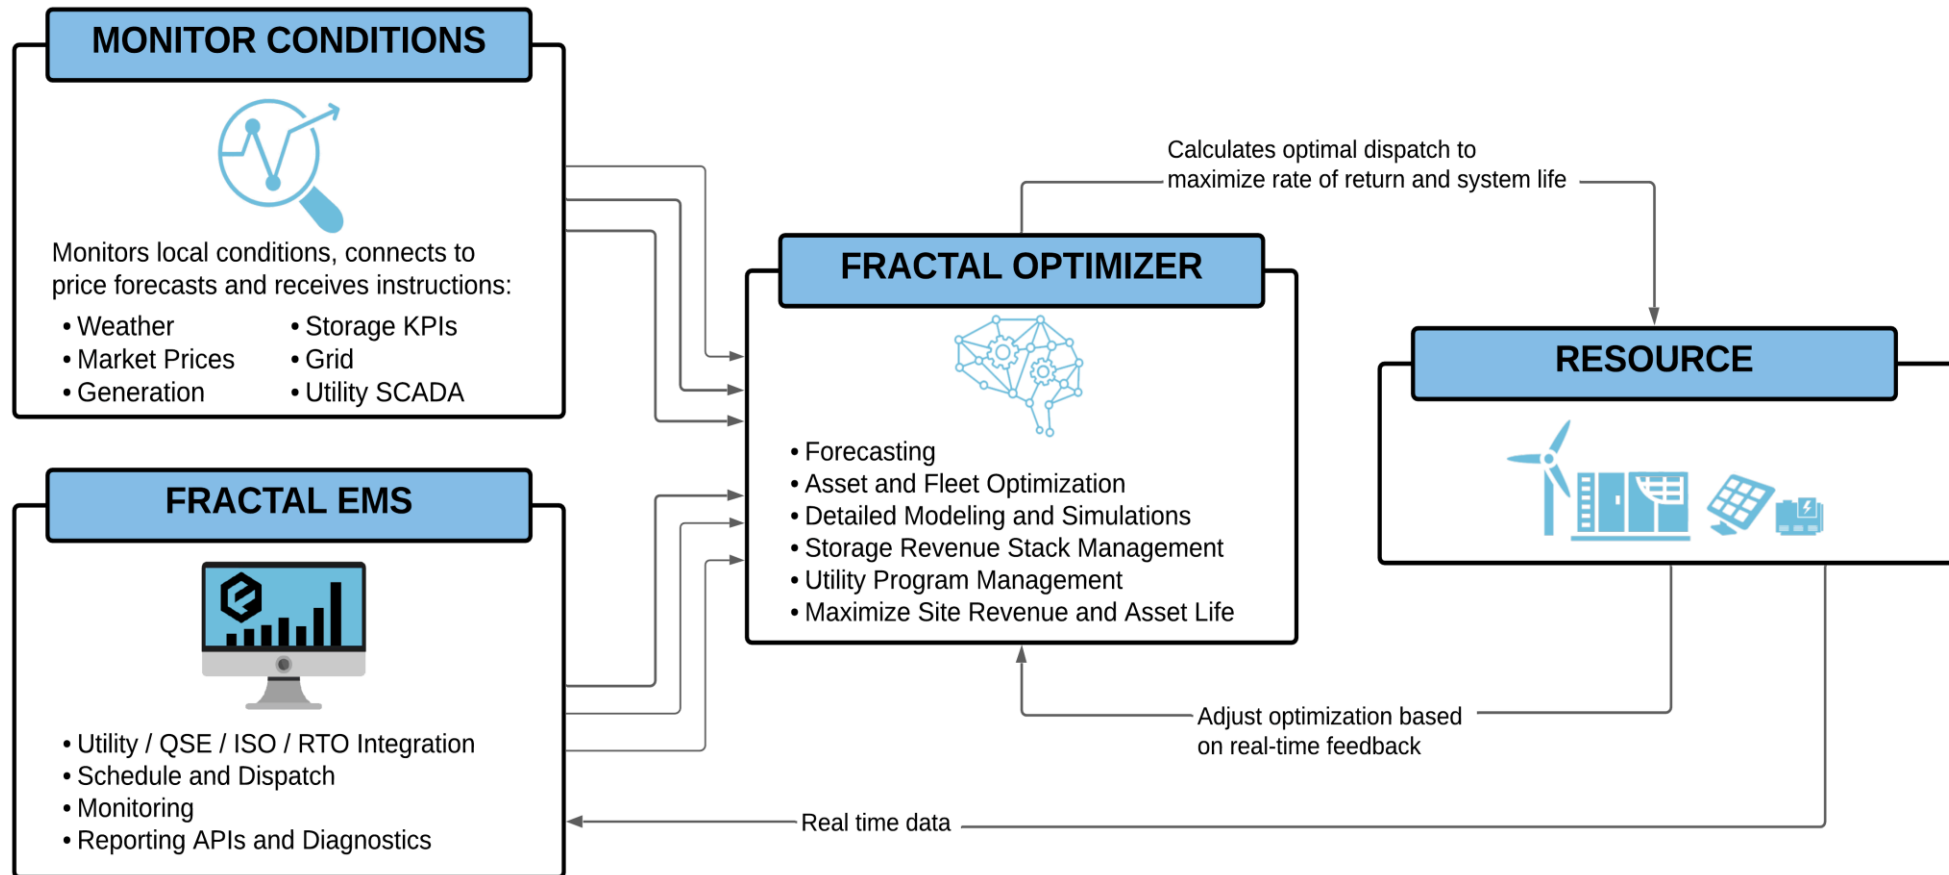 MONITOR CONDITIONS
Monitors local conditions, connects to
price forecasts and receives instructions:
• Weather
• Market Prices
• Generation
• Storage KPIs
• Grid
• Utility SCADA
FRACTAL EMS
• Utility / QSE / ISO / RTO Integration
• Schedule and Dispatch
• Monitoring
• Reporting APIs and Diagnostics
FRACTAL OPTIMIZER
• Forecasting
• Asset and Fleet Optimization
• Detailed Modeling and Simulations
• Storage Revenue Stack Management
• Utility Program Management
• Maximize Site Revenue and Asset Life
Calculates optimal dispatch to
maximize rate of return and system life
RESOURCE
Adjust optimization based
on real-time feedback
Real time data